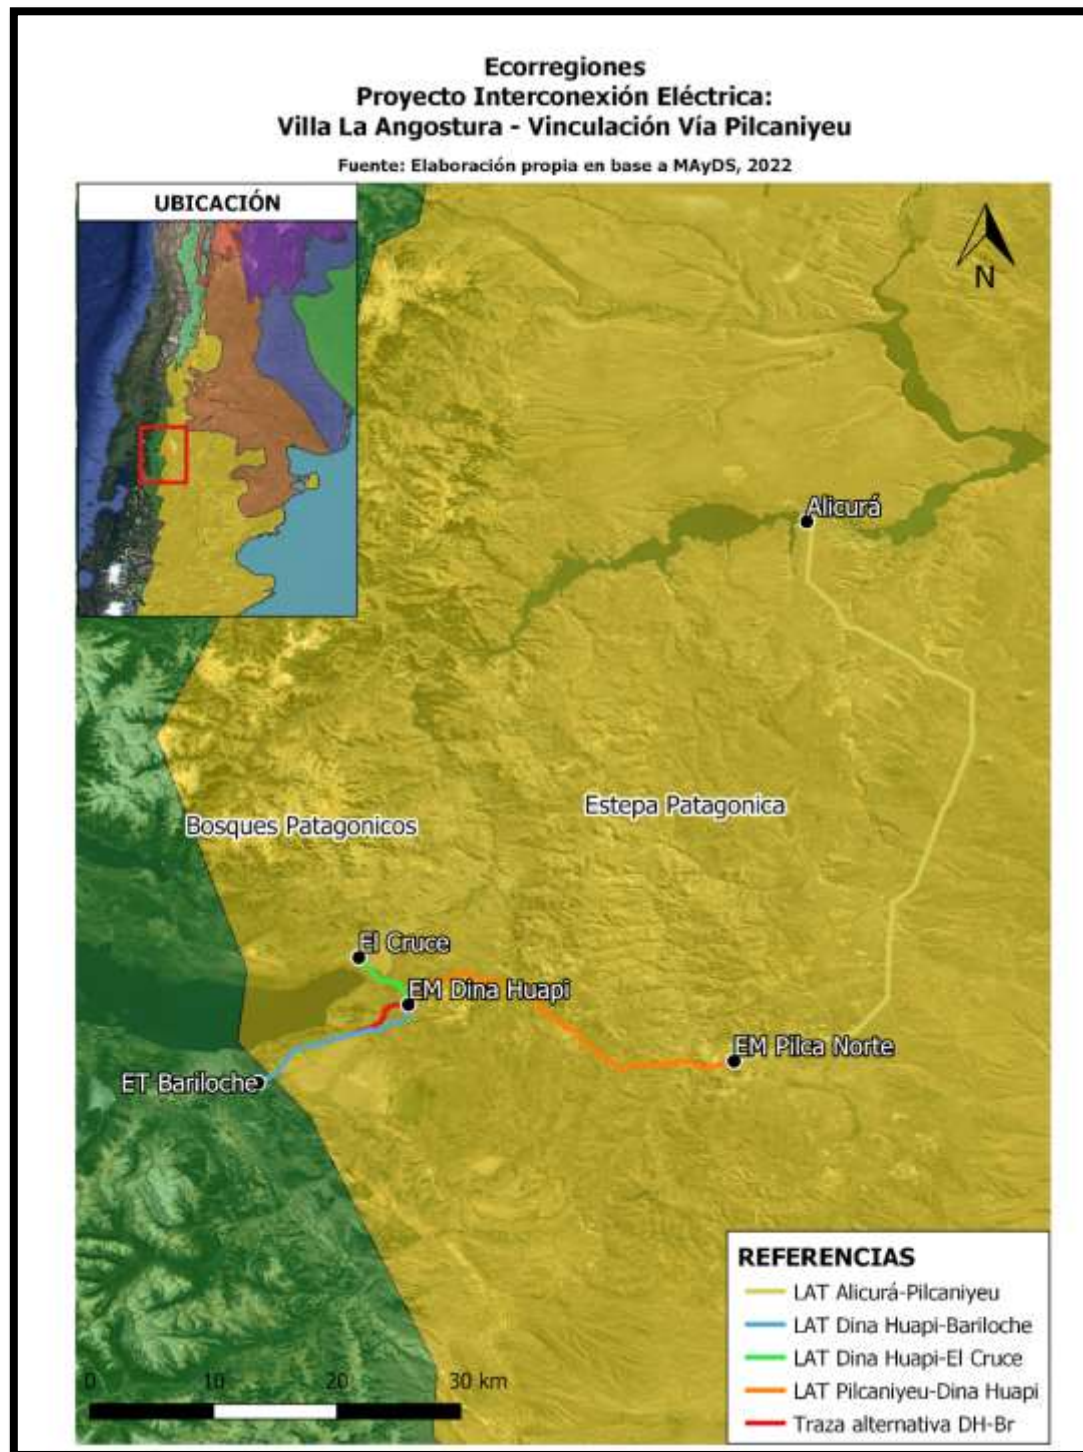 Ecorregiones
Proyecto Interconexión Eléctrica:
Villa La Angostura - Vinculación Vía Pilcaniyeu
Fuente: Elaboración propia en base a MAyDS, 2022
UBICACIÓN
N
Alicurá
Estepa Patagonica
Bosques Patagonicos
El Cruce
EM Dina Huapi
EM Pilca Norte
ET Bariloche
REFERENCIAS
LAT Alicurá-Pilcaniyeu
LAT Dina Huapi-Bariloche
LAT Dina Huapi-El Cruce
LAT Pilcaniyeu-Dina Huapi
Traza alternativa DH-Br
0 10 20 30 km